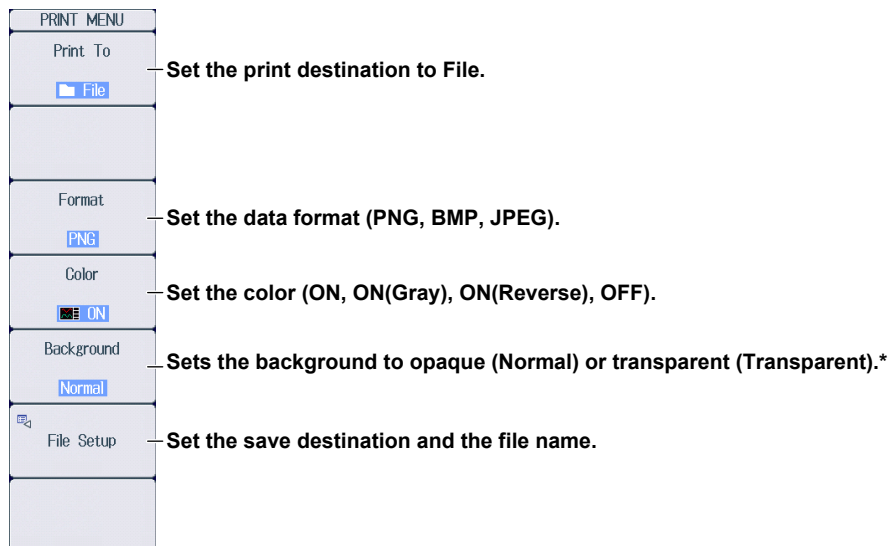 PRINT MENU
Print To
File
Set the print destination to File.
Format
PNG
Set the data format (PNG, BMP, JPEG).
Color
ON
Set the color (ON, ON(Gray), ON(Reverse), OFF).
Background
Normal
Sets the background to opaque (Normal) or transparent (Transparent).*
File Setup
Set the save destination and the file name.